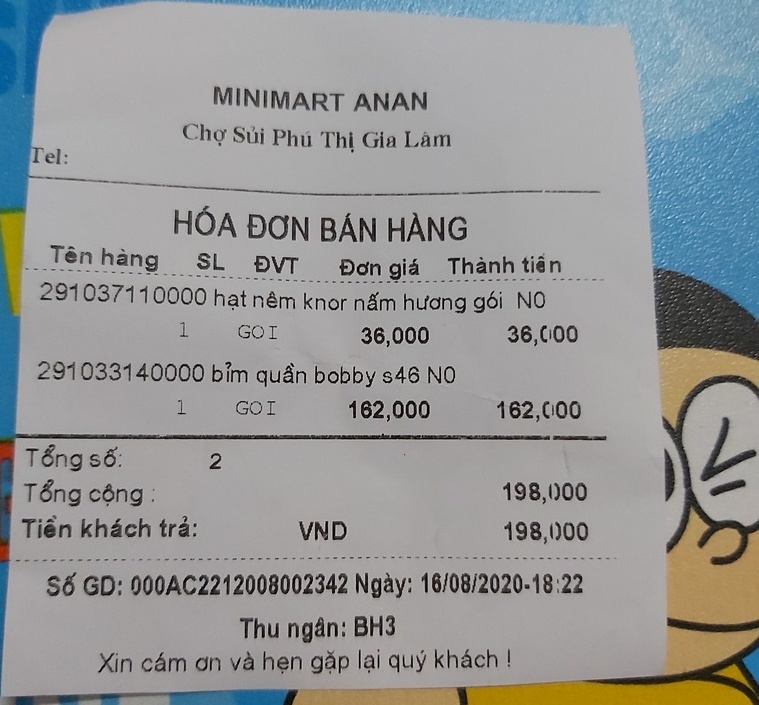 MINIMART ANAN
Chợ Sủi Phú Thị Gia Lâm
Tel:
HÓA ĐƠN BÁN HÀNG
Tên hàng SL ĐVT Đơn giá Thành tiền
291037110000 hạt nêm knor nấm hương gói N0
1 GOI 36,000 36,000
291033140000 bỉm quần bobby s46 N0
1 GOI 162,000 162,000
Tổng số: 2
Tổng cộng : 198,000
Tiền khách trả: VND 198,000
Số GD: 000AC2212008002342 Ngày: 16/08/2020-18:22
Thu ngân: BH3
Xin cám ơn và hẹn gặp lại quý khách !